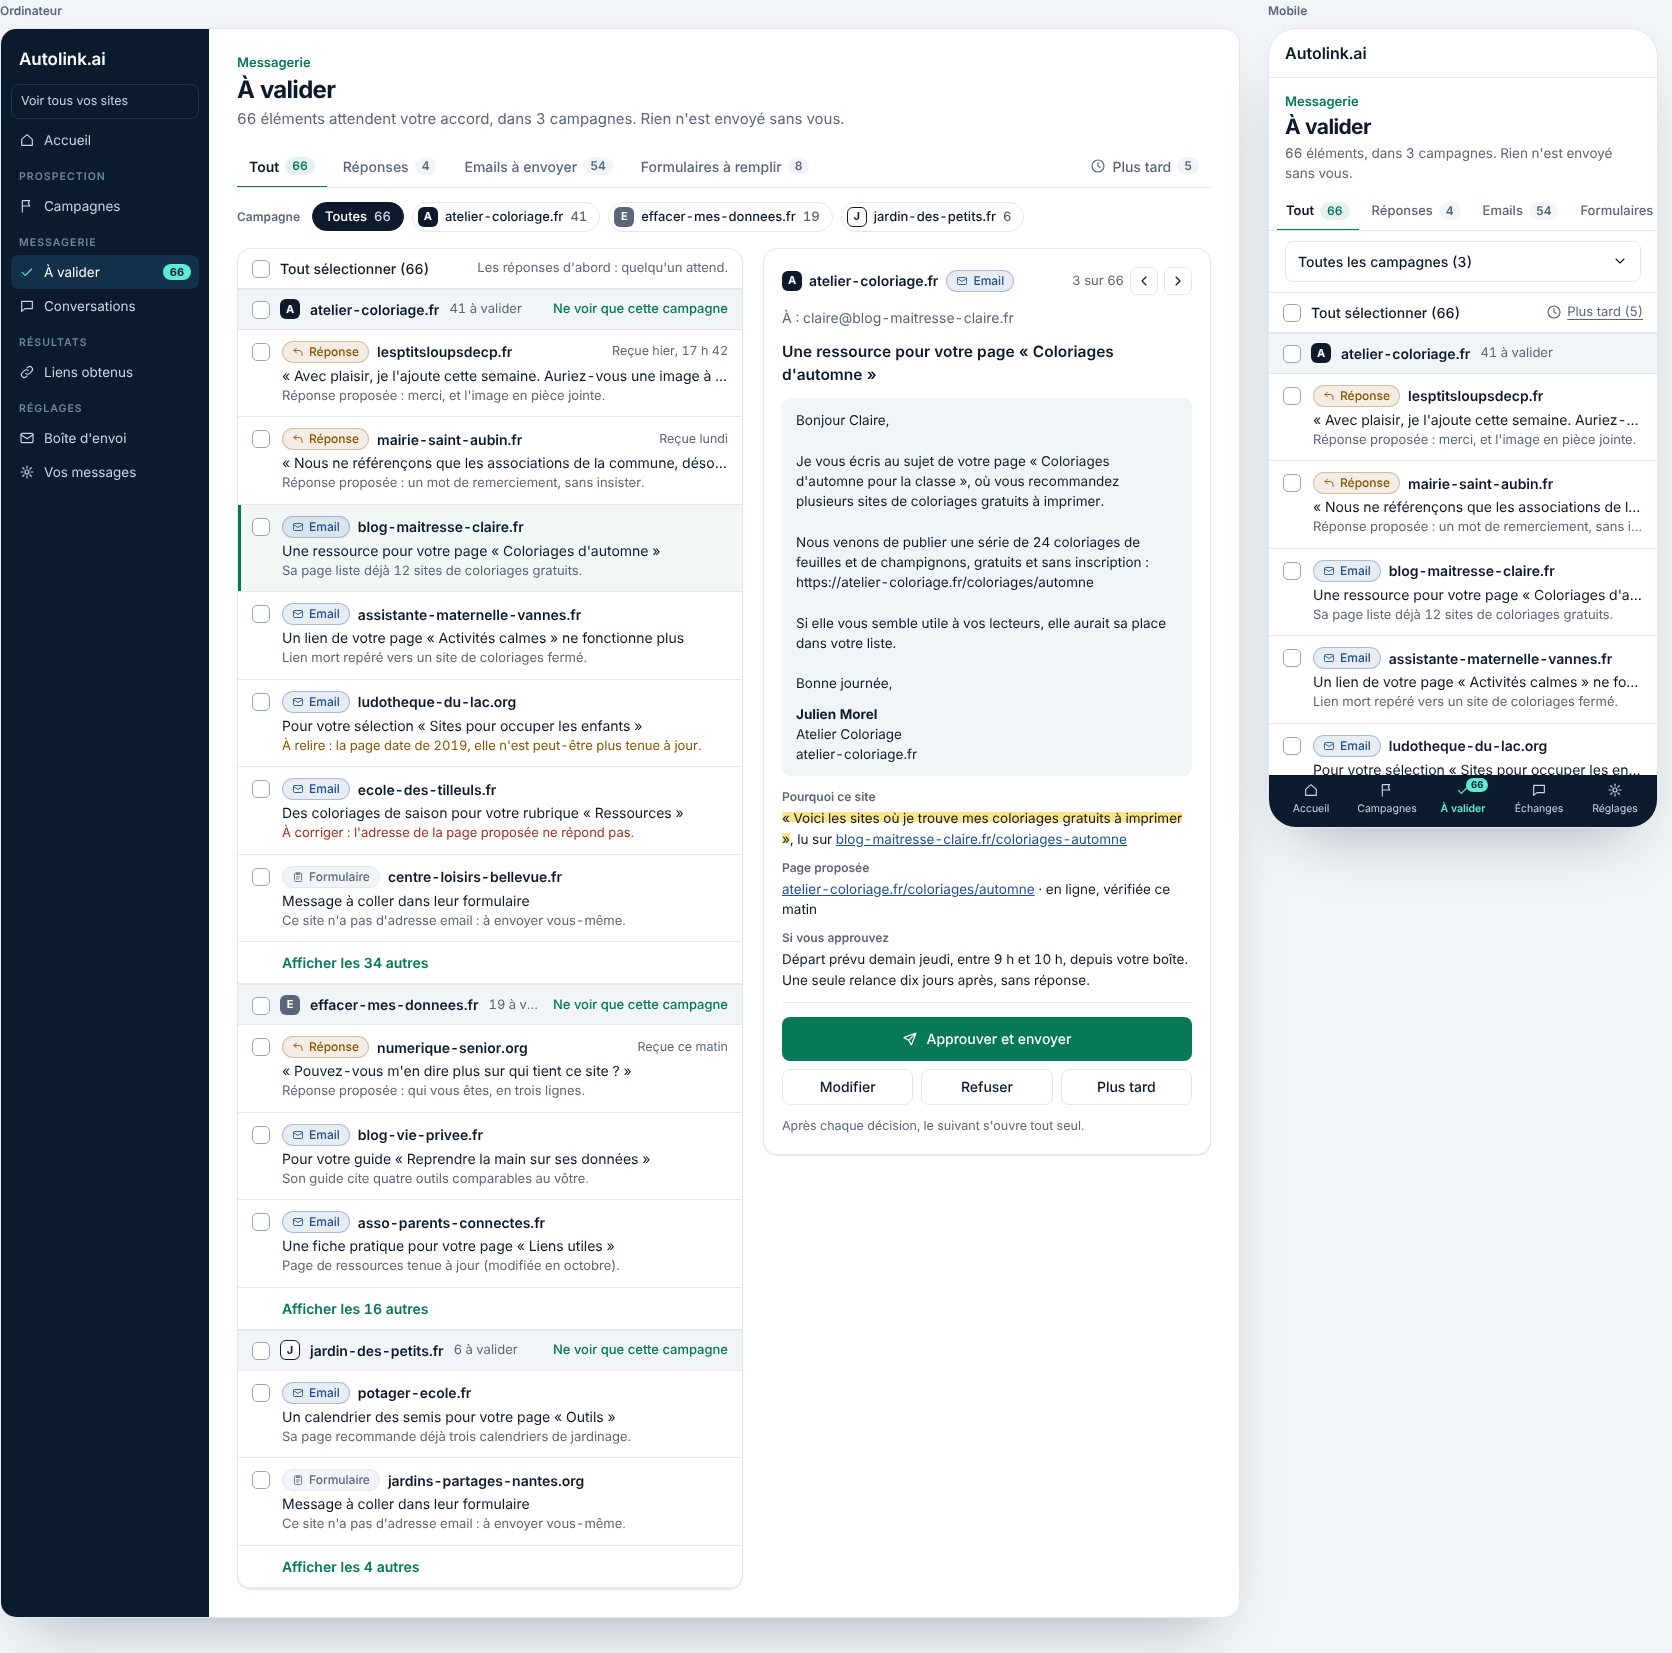 Ordinateur
Autolink.ai
Voir tous vos sites
Accueil
PROSPECTION
Campagnes
MESSAGERIE
À valider 66
Conversations
RÉSULTATS
Liens obtenus
RÉGLAGES
Boîte d'envoi
Vos messages
Messagerie
À valider
66 éléments attendent votre accord, dans 3 campagnes. Rien n'est envoyé sans vous.
Tout 66 Réponses 4 Emails à envoyer 54 Formulaires à remplir 8 Plus tard 5
Campagne Toutes 66 A atelier-coloriage.fr 41 E effacer-mes-donnees.fr 19 J jardin-des-petits.fr 6
Tout sélectionner (66) Les réponses d'abord : quelqu'un attend.
A atelier-coloriage.fr 41 à valider Ne voir que cette campagne
Réponse lesptitsloupsdecp.fr Reçue hier, 17 h 42
« Avec plaisir, je l'ajoute cette semaine. Auriez-vous une image à ...
Réponse proposée : merci, et l'image en pièce jointe.
Réponse mairie-saint-aubin.fr Reçue lundi
« Nous ne référençons que les associations de la commune, déso...
Réponse proposée : un mot de remerciement, sans insister.
Email blog-maitresse-claire.fr
Une ressource pour votre page « Coloriages d'automne »
Sa page liste déjà 12 sites de coloriages gratuits.
Email assistante-maternelle-vannes.fr
Un lien de votre page « Activités calmes » ne fonctionne plus
Lien mort repéré vers un site de coloriages fermé.
Email ludotheque-du-lac.org
Pour votre sélection « Sites pour occuper les enfants »
À relire : la page date de 2019, elle n'est peut-être plus tenue à jour.
Email ecole-des-tilleuls.fr
Des coloriages de saison pour votre rubrique « Ressources »
À corriger : l'adresse de la page proposée ne répond pas.
Formulaire centre-loisirs-bellevue.fr
Message à coller dans leur formulaire
Ce site n'a pas d'adresse email : à envoyer vous-même.
Afficher les 34 autres
E effacer-mes-donnees.fr 19 à v... Ne voir que cette campagne
Réponse numerique-senior.org Reçue ce matin
« Pouvez-vous m'en dire plus sur qui tient ce site ? »
Réponse proposée : qui vous êtes, en trois lignes.
Email blog-vie-privee.fr
Pour votre guide « Reprendre la main sur ses données »
Son guide cite quatre outils comparables au vôtre.
Email asso-parents-connectes.fr
Une fiche pratique pour votre page « Liens utiles »
Page de ressources tenue à jour (modifiée en octobre).
Afficher les 16 autres
J jardin-des-petits.fr 6 à valider Ne voir que cette campagne
Email potager-ecole.fr
Un calendrier des semis pour votre page « Outils »
Sa page recommande déjà trois calendriers de jardinage.
Formulaire jardins-partages-nantes.org
Message à coller dans leur formulaire
Ce site n'a pas d'adresse email : à envoyer vous-même.
Afficher les 4 autres
A atelier-coloriage.fr Email 3 sur 66
À : claire@blog-maitresse-claire.fr
Une ressource pour votre page « Coloriages
d'automne »
Bonjour Claire,
Je vous écris au sujet de votre page « Coloriages
d'automne pour la classe », où vous recommandez
plusieurs sites de coloriages gratuits à imprimer.
Nous venons de publier une série de 24 coloriages de
feuilles et de champignons, gratuits et sans inscription :
https://atelier-coloriage.fr/coloriages/automne
Si elle vous semble utile à vos lecteurs, elle aurait sa place
dans votre liste.
Bonne journée,
Julien Morel
Atelier Coloriage
atelier-coloriage.fr
Pourquoi ce site
« Voici les sites où je trouve mes coloriages gratuits à imprimer
», lu sur blog-maitresse-claire.fr/coloriages-automne
Page proposée
atelier-coloriage.fr/coloriages/automne · en ligne, vérifiée ce
matin
Si vous approuvez
Départ prévu demain jeudi, entre 9 h et 10 h, depuis votre boîte.
Une seule relance dix jours après, sans réponse.
Approuver et envoyer
Modifier Refuser Plus tard
Après chaque décision, le suivant s'ouvre tout seul.
Mobile
Autolink.ai
Messagerie
À valider
66 éléments, dans 3 campagnes. Rien n'est envoyé
sans vous.
Tout 66 Réponses 4 Emails 54 Formulaires
Toutes les campagnes (3)
Tout sélectionner (66) Plus tard (5)
A atelier-coloriage.fr 41 à valider
Réponse lesptitsloupsdecp.fr
« Avec plaisir, je l'ajoute cette semaine. Auriez-...
Réponse proposée : merci, et l'image en pièce jointe.
Réponse mairie-saint-aubin.fr
« Nous ne référençons que les associations de l...
Réponse proposée : un mot de remerciement, sans i...
Email blog-maitresse-claire.fr
Une ressource pour votre page « Coloriages d'a...
Sa page liste déjà 12 sites de coloriages gratuits.
Email assistante-maternelle-vannes.fr
Un lien de votre page « Activités calmes » ne fo...
Lien mort repéré vers un site de coloriages fermé.
Email ludotheque-du-lac.org
Pour votre sélection « Sites pour occuper les en...
66
Accueil Campagnes À valider Échanges Réglages